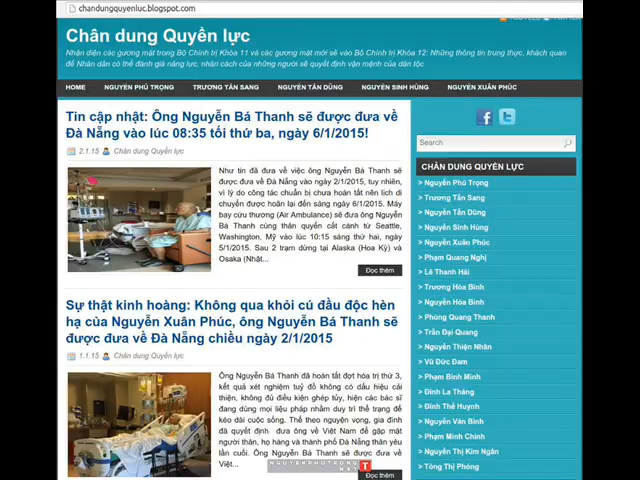 chandungquyenluc.blogspot.com
Chân dung Quyền lực
Nhận diện các gương mặt trong Bộ Chính trị Khóa 11 và các gương mặt mới sẽ vào Bộ Chính trị Khóa 12: Những thông tin trung thực, khách quan
để Nhân dân có thể đánh giá năng lực, nhân cách của những người sẽ quyết định vận mệnh của dân tộc
HOME NGUYỄN PHÚ TRỌNG TRƯƠNG TẤN SANG NGUYỄN TẤN DŨNG NGUYỄN SINH HÙNG NGUYỄN XUÂN PHÚC
Tin cập nhật: Ông Nguyễn Bá Thanh sẽ được đưa về
Đà Nẵng vào lúc 08:35 tối thứ ba, ngày 6/1/2015!
2.1.15 Chân dung Quyền lực
Như tin đã đưa về việc ông Nguyễn Bá Thanh sẽ
được đưa về Đà Nẵng vào ngày 2/1/2015, tuy nhiên,
vì lý do công tác chuẩn bị chưa hoàn tất nên lịch di
chuyển được hoãn lại đến sáng ngày 6/1/2015. Máy
bay cứu thương (Air Ambulance) sẽ đưa ông Nguyễn
Bá Thanh cùng thân quyến cất cánh từ Seattle,
Washington, Mỹ vào lúc 10:15 sáng thứ hai, ngày
5/1/2015. Sau 2 trạm dừng tại Alaska (Hoa Kỳ) và
Osaka (Nhật...
Đọc thêm
Sự thật kinh hoàng: Không qua khỏi cú đầu độc hèn
hạ của Nguyễn Xuân Phúc, ông Nguyễn Bá Thanh sẽ
được đưa về Đà Nẵng chiều ngày 2/1/2015
1.1.15 Chân dung Quyền lực
Ông Nguyễn Bá Thanh đã hoàn tất đợt hóa trị thứ 3,
kết quả xét nghiệm tuỷ đồ không có dấu hiệu cải
thiện, không đủ điều kiện ghép tủy, hiện các bác sĩ
đang dùng mọi liệu pháp nhằm duy trì thể trạng để
kéo dài cuộc sống. Thể theo nguyện vọng, gia đình
đã quyết định đưa ông về Việt Nam để gặp mặt
người thân, họ hàng và thành phố Đà Nẵng thân yêu
lần cuối. Ông Nguyễn Bá Thanh sẽ được đưa về
Việt...
Đọc thêm
NGUYENPHUTRONG.NET
Search
CHÂN DUNG QUYỀN LỰC
> Nguyễn Phú Trọng
> Trương Tấn Sang
> Nguyễn Tấn Dũng
> Nguyễn Sinh Hùng
> Nguyễn Xuân Phúc
> Phạm Quang Nghị
> Lê Thanh Hải
> Trương Hòa Bình
> Nguyễn Hòa Bình
> Phùng Quang Thanh
> Trần Đại Quang
> Nguyễn Thiện Nhân
> Vũ Đức Đam
> Phạm Bình Minh
> Đinh La Thăng
> Đinh Thế Huynh
> Nguyễn Văn Bình
> Phạm Minh Chính
> Nguyễn Thị Kim Ngân
> Tòng Thị Phóng